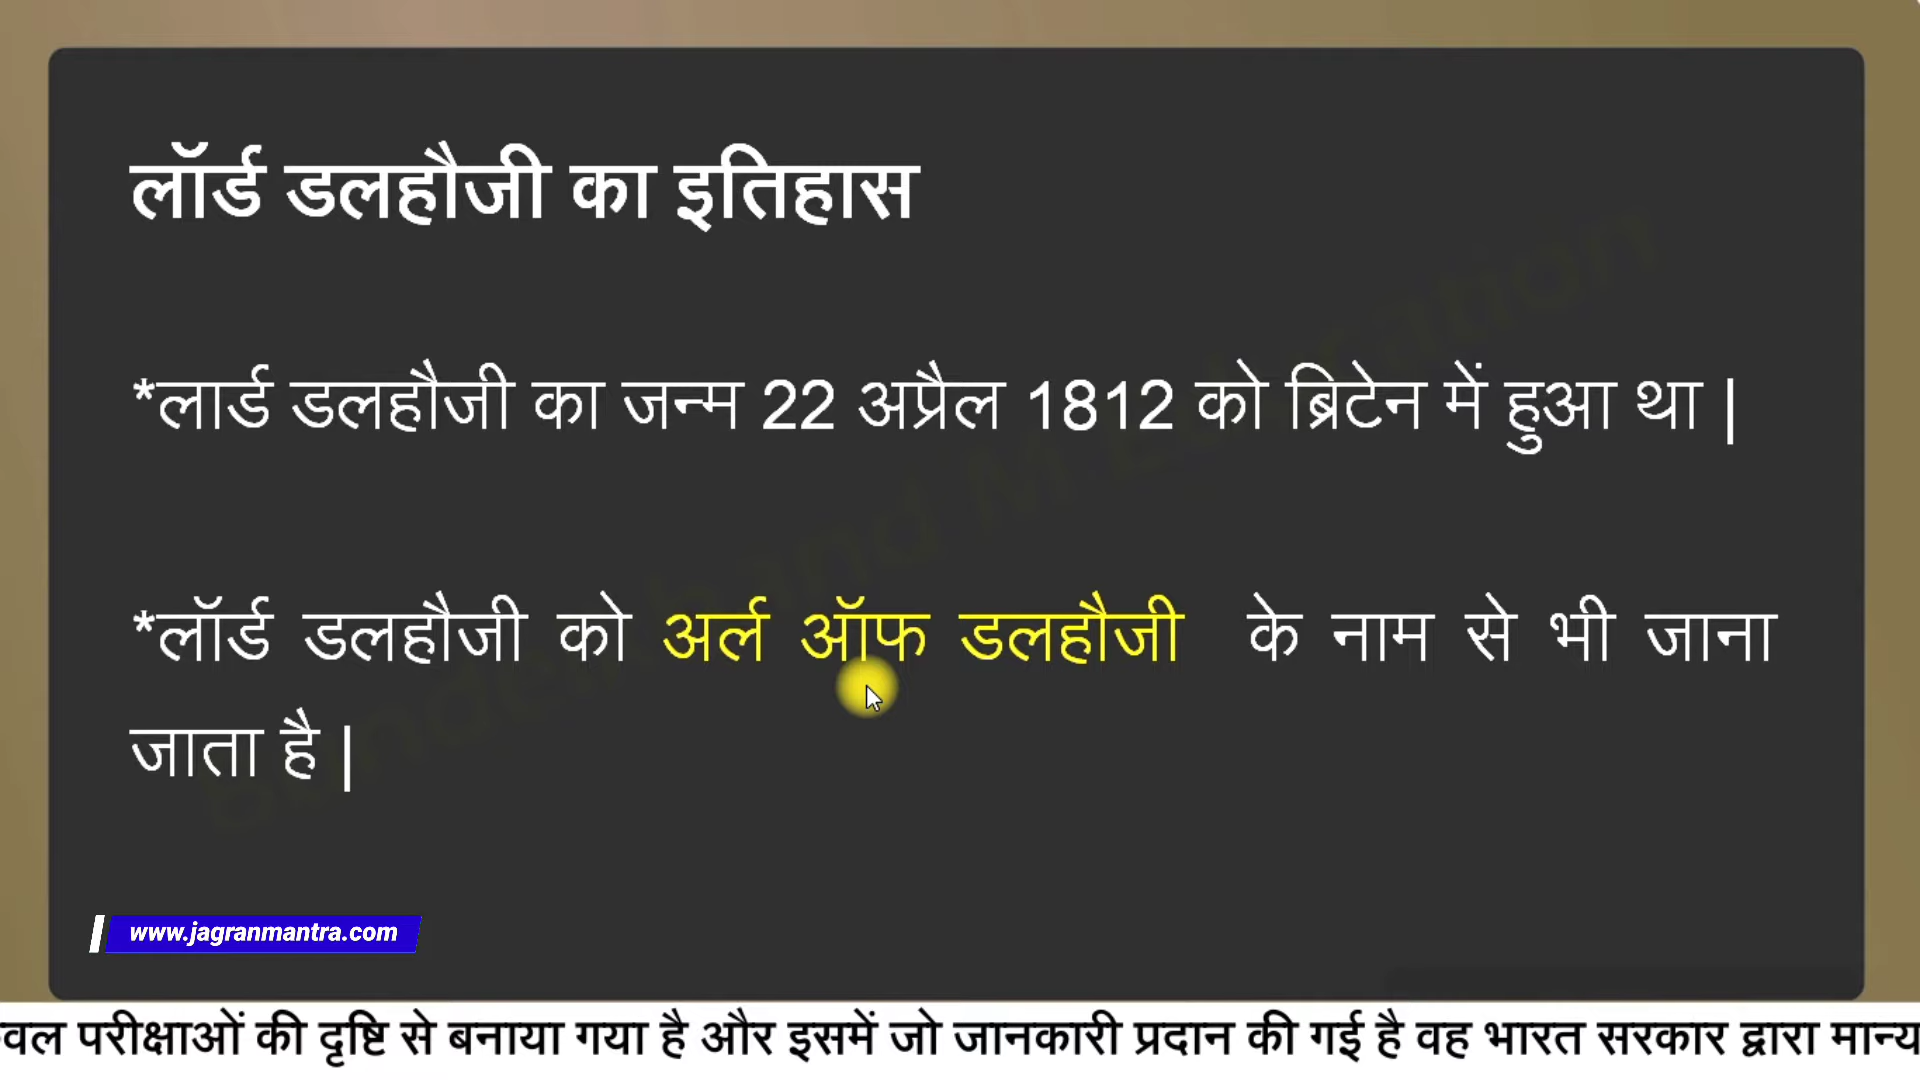 लॉर्ड डलहौजी का इतिहास
*लार्ड डलहौजी का जन्म 22 अप्रैल 1812 को ब्रिटेन में हुआ था |
*लॉर्ड डलहौजी को अर्ल ऑफ डलहौजी के नाम से भी जाना
जाता है |
www.jagranmantra.com
वल परीक्षाओं की दृष्टि से बनाया गया है और इसमें जो जानकारी प्रदान की गई है वह भारत सरकार द्वारा मान्य